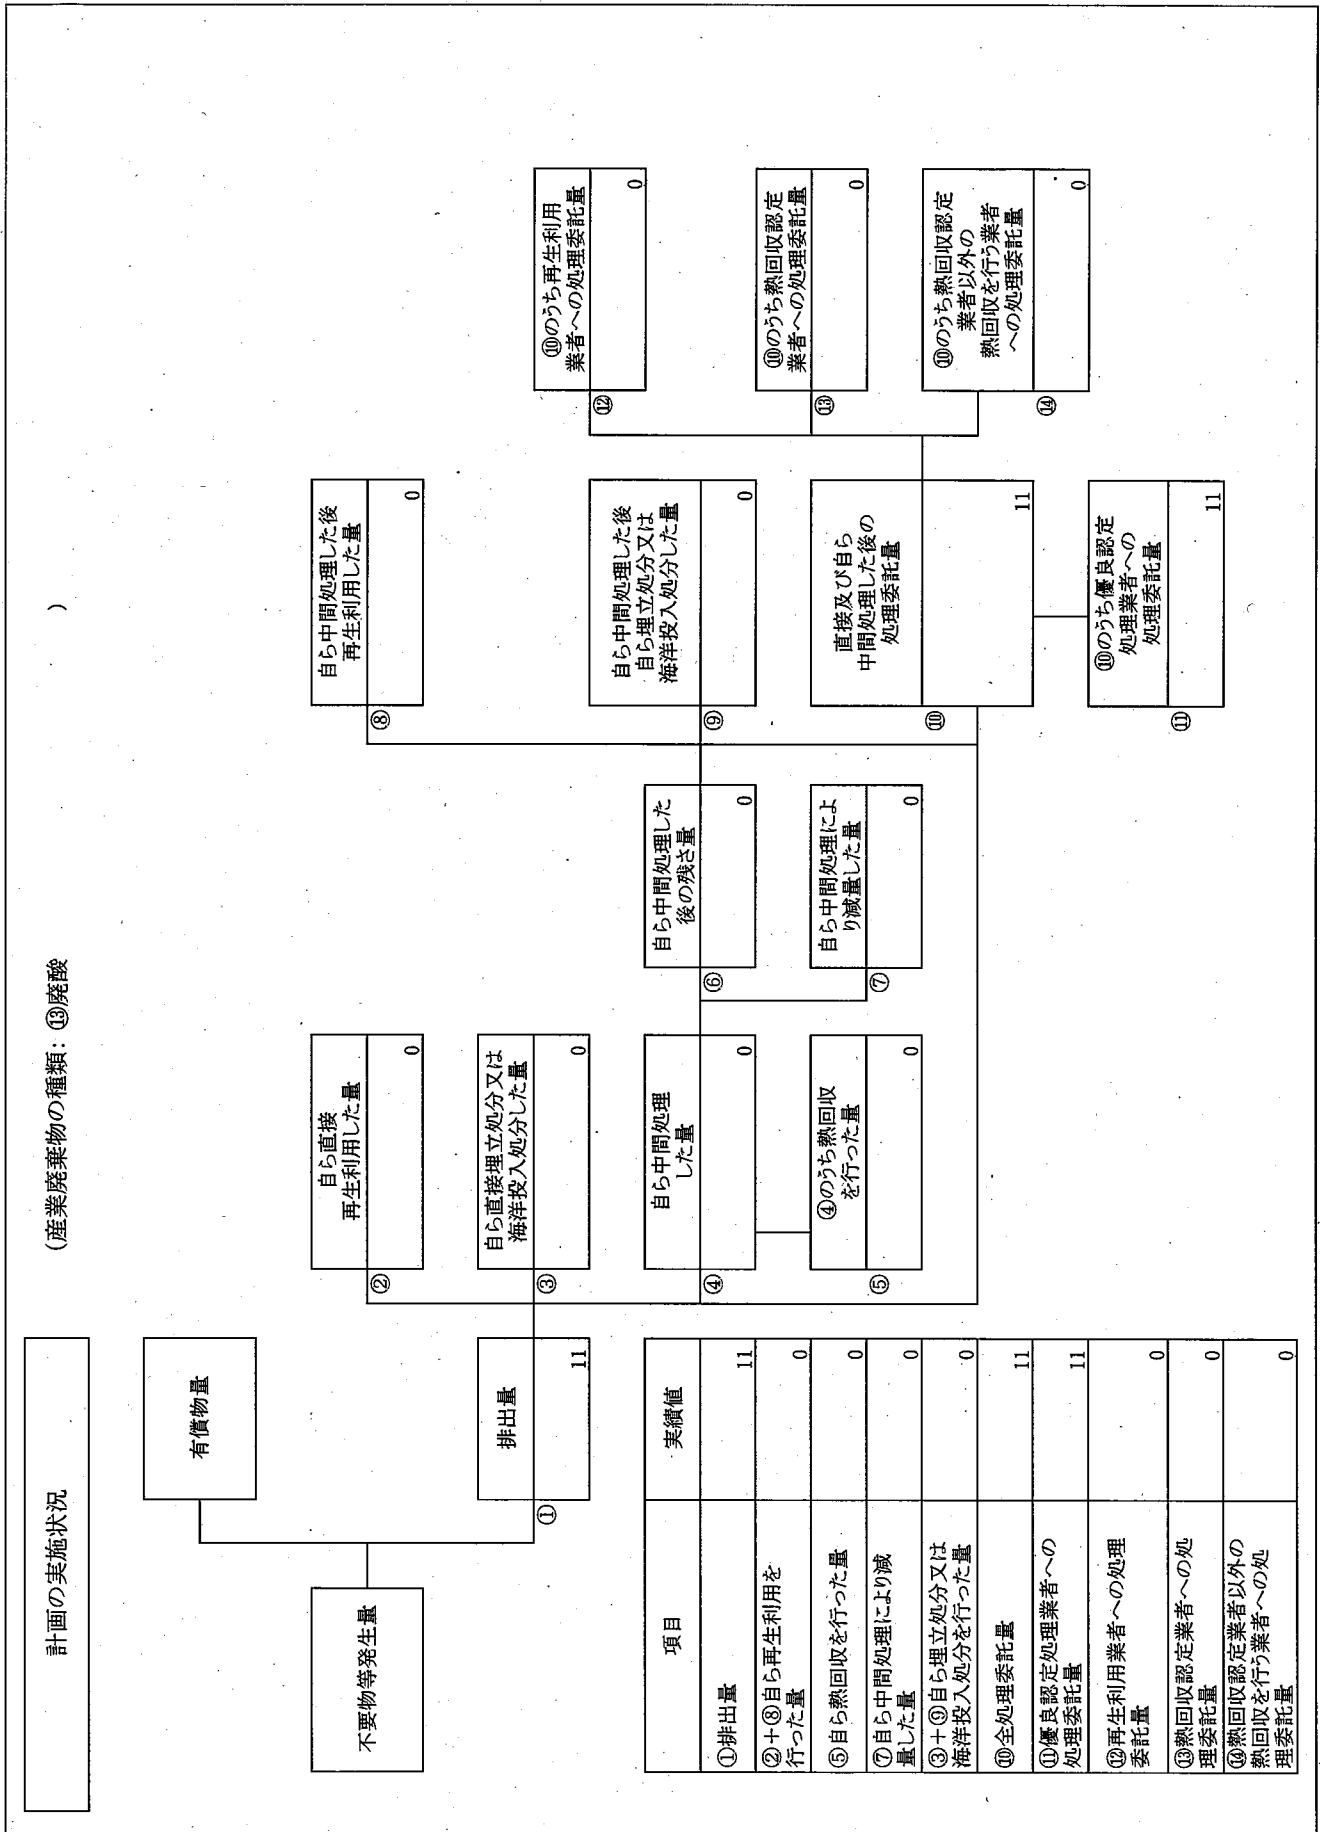 計画の実施状況
(産業廃棄物の種類：⑬廃酸
)
不要物等発生量
有償物量
①
排出量
11
②
自ら直接
再生利用した量
0
③
自ら直接埋立処分又は
海洋投入処分した量
0
④
自ら中間処理
した量
0
⑤
④のうち熱回収
を行った量
0
⑥
自ら中間処理した
後の残さ量
0
⑦
自ら中間処理によ
り減量した量
0
⑧
自ら中間処理した後
再生利用した量
0
⑨
自ら中間処理した後
自ら埋立処分又は
海洋投入処分した量
0
⑩
直接及び自ら
中間処理した後の
処理委託量
11
⑪
⑩のうち優良認定
処理業者への
処理委託量
11
⑫
⑩のうち再生利用
業者への処理委託量
0
⑬
⑩のうち熱回収認定
業者への処理委託量
0
⑭
⑩のうち熱回収認定
業者以外の
熱回収を行う業者
への処理委託量
0
項目 実績値
①排出量 11
②+⑧自ら再生利用を
行った量 0
⑤自ら熱回収を行った量 0
⑦自ら中間処理により減
量した量 0
③+⑨自ら埋立処分又は
海洋投入処分を行った量 0
⑩全処理委託量 11
⑪優良認定処理業者への
処理委託量 11
⑫再生利用業者への処理
委託量 0
⑬熱回収認定業者への処
理委託量 0
⑭熱回収認定業者以外の
熱回収を行う業者への処
理委託量 0